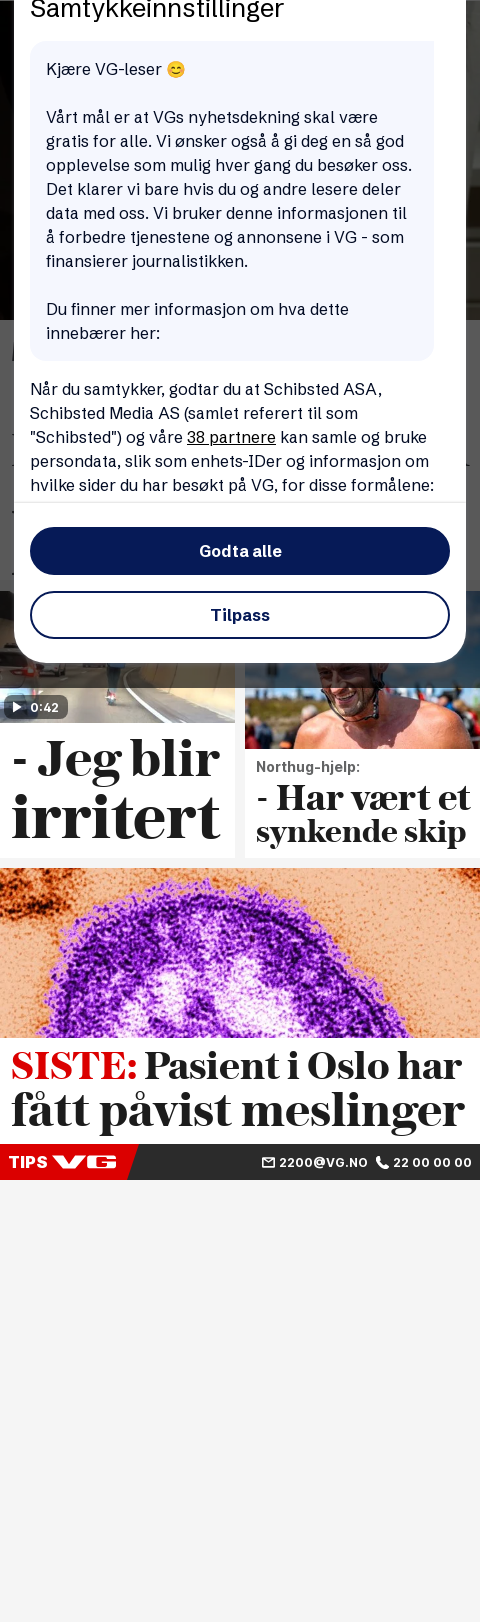 Samtykkeinnstillinger
Kjære VG-leser 😊
Vårt mål er at VGs nyhetsdekning skal være
gratis for alle. Vi ønsker også å gi deg en så god
opplevelse som mulig hver gang du besøker oss.
Det klarer vi bare hvis du og andre lesere deler
data med oss. Vi bruker denne informasjonen til
å forbedre tjenestene og annonsene i VG - som
finansierer journalistikken.
Du finner mer informasjon om hva dette
innebærer her:
Når du samtykker, godtar du at Schibsted ASA,
Schibsted Media AS (samlet referert til som
"Schibsted") og våre 38 partnere kan samle og bruke
persondata, slik som enhets-IDer og informasjon om
hvilke sider du har besøkt på VG, for disse formålene:
Godta alle
Tilpass
0:42
- Jeg blir
irritert
Northug-hjelp:
- Har vært et
synkende skip
SISTE: Pasient i Oslo har
fått påvist meslinger
TIPS VG 2200@VG.NO 22 00 00 00